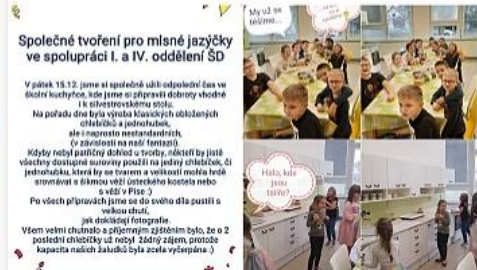 Společné tvoření pro mlsné jazýčky
ve spolupráci I. a IV. oddělení ŠD
V pátek 15.12. jsme si společně užili odpolední čas ve
školní kuchyňce, kde jsme si připravili dobroty vhodné
i k silvestrovskému stolu.
Na pořadu dne byla výroba klasických obložených
chlebíčků a jednohubek,
ale i naprosto nestandardních,
(v závislosti na naší fantazii).
Kdyby nebyl patřičný dohled u tvorby, někteří by jistě
všechny dostupné suroviny použili na jediný chlebíček, či
jednohubku, která by se tvarem a velikostí mohla hrdě
srovnávat s šikmou věží ústeckého kostela nebo
s věží v Pise :)
Po všech přípravách jsme se do svého díla pustili s
velkou chutí,
jak dokládají fotografie.
Všem velmi chutnalo a příjemným zjištěním bylo, že o 2
poslední chlebíčky už nebyl žádný zájem, protože
kapacita našich žaludků byla zcela vyčerpána :)
My už se
těšíme...
Haló, kde
jsou
talíře?